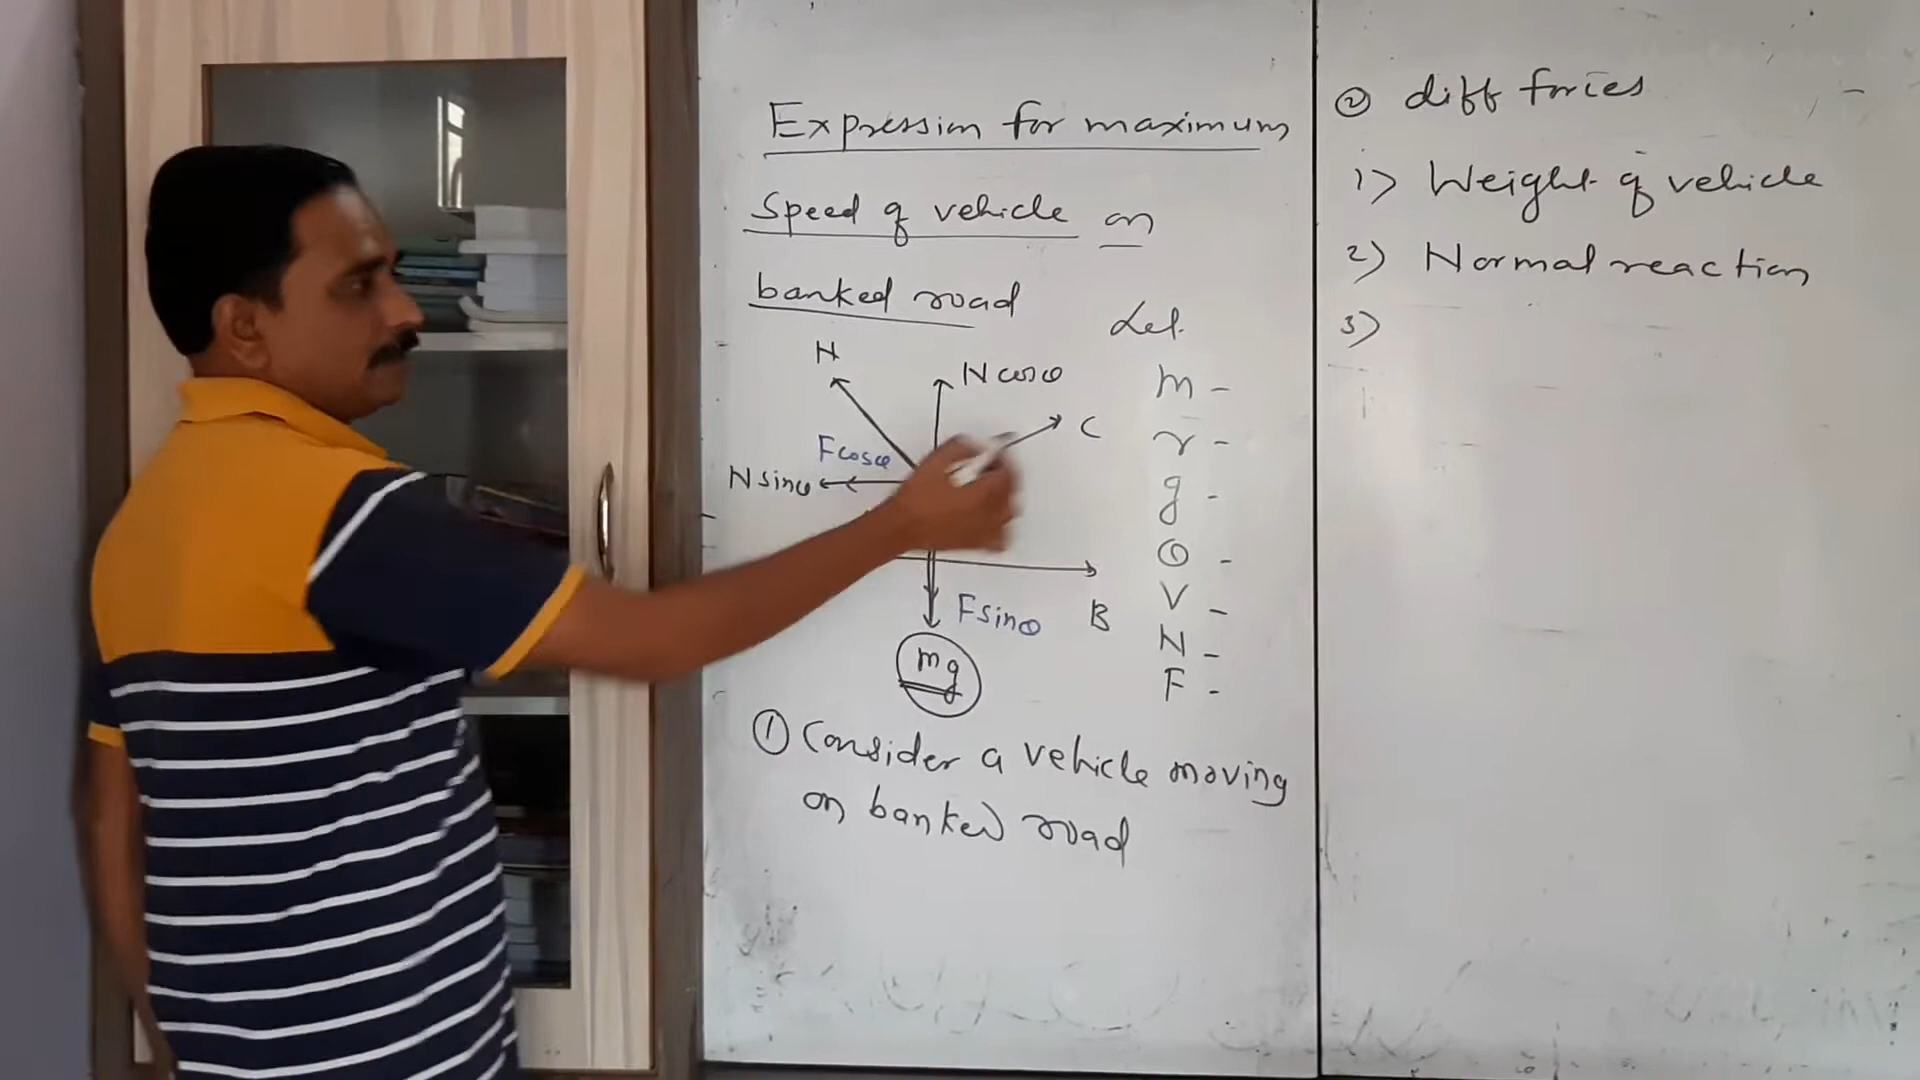 Expression for maximum
Speed of vehicle on
banked road
Let
N
N cosθ
C
Fcosθ
N sinθ
B
Fsinθ
mg
m -
r -
g -
θ -
V -
N -
F -
① Consider a vehicle moving
on banked road
② diff forces
1) Weight of vehicle
2) Normal reaction
3)